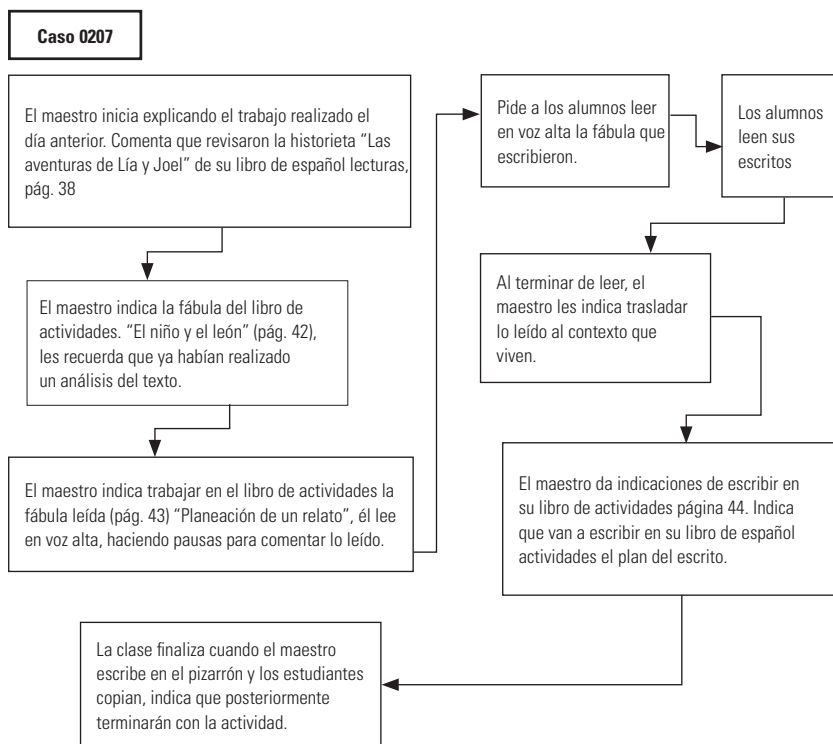 Caso 0207
El maestro inicia explicando el trabajo realizado el
día anterior. Comenta que revisaron la historieta “Las
aventuras de Lía y Joel” de su libro de español lecturas,
pág. 38
El maestro indica la fábula del libro de
actividades. “El niño y el león” (pág. 42),
les recuerda que ya habían realizado
un análisis del texto.
El maestro indica trabajar en el libro de actividades la
fábula leída (pág. 43) “Planeación de un relato”, él lee
en voz alta, haciendo pausas para comentar lo leído.
Pide a los alumnos leer
en voz alta la fábula que
escribieron.
Los alumnos
leen sus
escritos
Al terminar de leer, el
maestro les indica trasladar
lo leído al contexto que
viven.
El maestro da indicaciones de escribir en
su libro de actividades página 44. Indica
que van a escribir en su libro de español
actividades el plan del escrito.
La clase finaliza cuando el maestro
escribe en el pizarrón y los estudiantes
copian, indica que posteriormente
terminarán con la actividad.